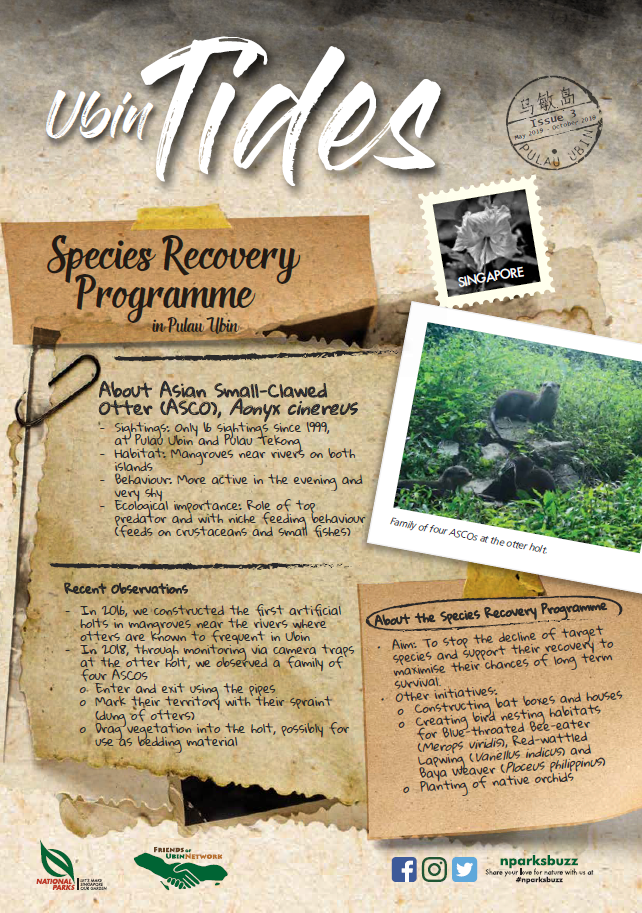 Ubin Tides
乌敏岛
Issue 3
May 2018 - October 2018
PULAU UBIN
SINGAPORE
Species Recovery
Programme
in Pulau Ubin
About Asian Small-Clawed
Otter (ASCO), Aonyx cinereus
- Sightings: Only 16 sightings since 1999,
at Pulau Ubin and Pulau Tekong
- Habitat: Mangroves near rivers on both
islands
- Behaviour: More active in the evening and
very shy
- Ecological importance: Role of top
predator and with niche feeding behaviour
(feeds on crustaceans and small fishes)
Family of four ASCOs at the otter holt.
Recent Observations
- In 2016, we constructed the first artificial
holts in mangroves near the rivers where
otters are known to frequent in Ubin
- In 2018, through monitoring via camera traps
at the otter holt, we observed a family of
four ASCOs
o Enter and exit using the pipes
o Mark their territory with their spraint
(dung of otters)
o Drag vegetation into the holt, possibly for
use as bedding material
About the Species Recovery Programme
· Aim: To stop the decline of target
species and support their recovery to
maximise their chances of long term
survival.
· Other initiatives:
o Constructing bat boxes and houses
o Creating bird nesting habitats
for Blue-throated Bee-eater
(Merops viridis), Red-wattled
Lapwing (Vanellus indicus) and
Baya Weaver (Ploceus philippinus)
o Planting of native orchids
NATIONAL
PARKS
LET'S MAKE
SINGAPORE
OUR GARDEN
FRIENDS OF
UBIN NETWORK
nparksbuzz
Share your love for nature with us at
#nparksbuzz